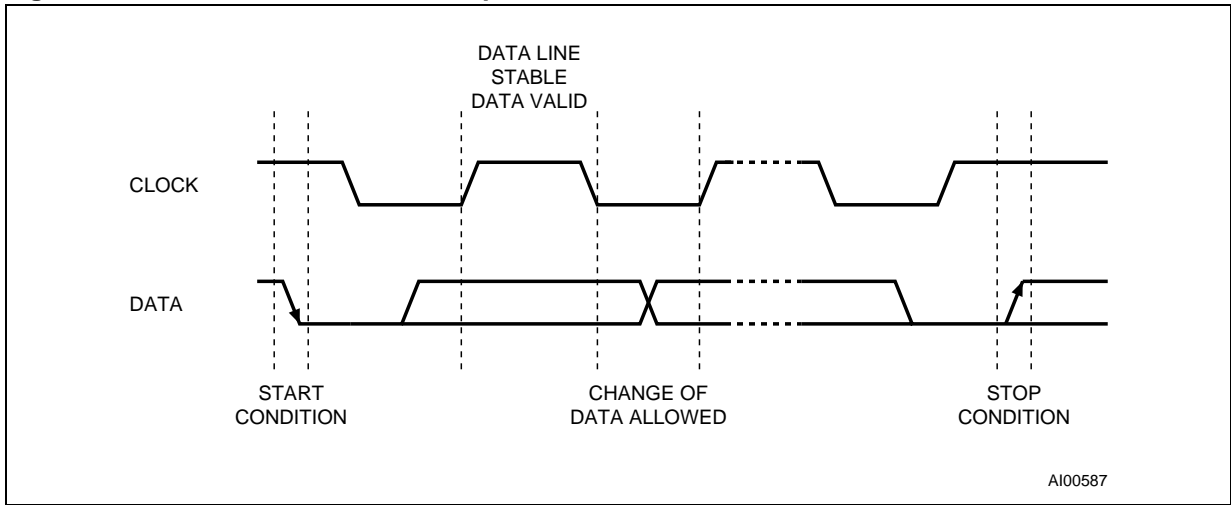 DATA LINE
STABLE
DATA VALID
CLOCK
DATA
START
CONDITION
CHANGE OF
DATA ALLOWED
STOP
CONDITION
AI00587